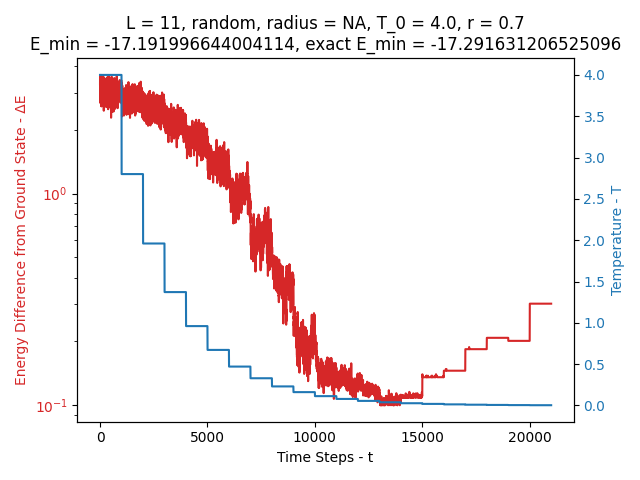 L = 11, random, radius = NA, T_0 = 4.0, r = 0.7
E_min = -17.191996644004114, exact E_min = -17.291631206525096
Energy Difference from Ground State - ΔE
10⁰
10⁻¹
4.0
3.5
3.0
2.5
2.0
1.5
1.0
0.5
0.0
Temperature - T
0 5000 10000 15000 20000
Time Steps - t